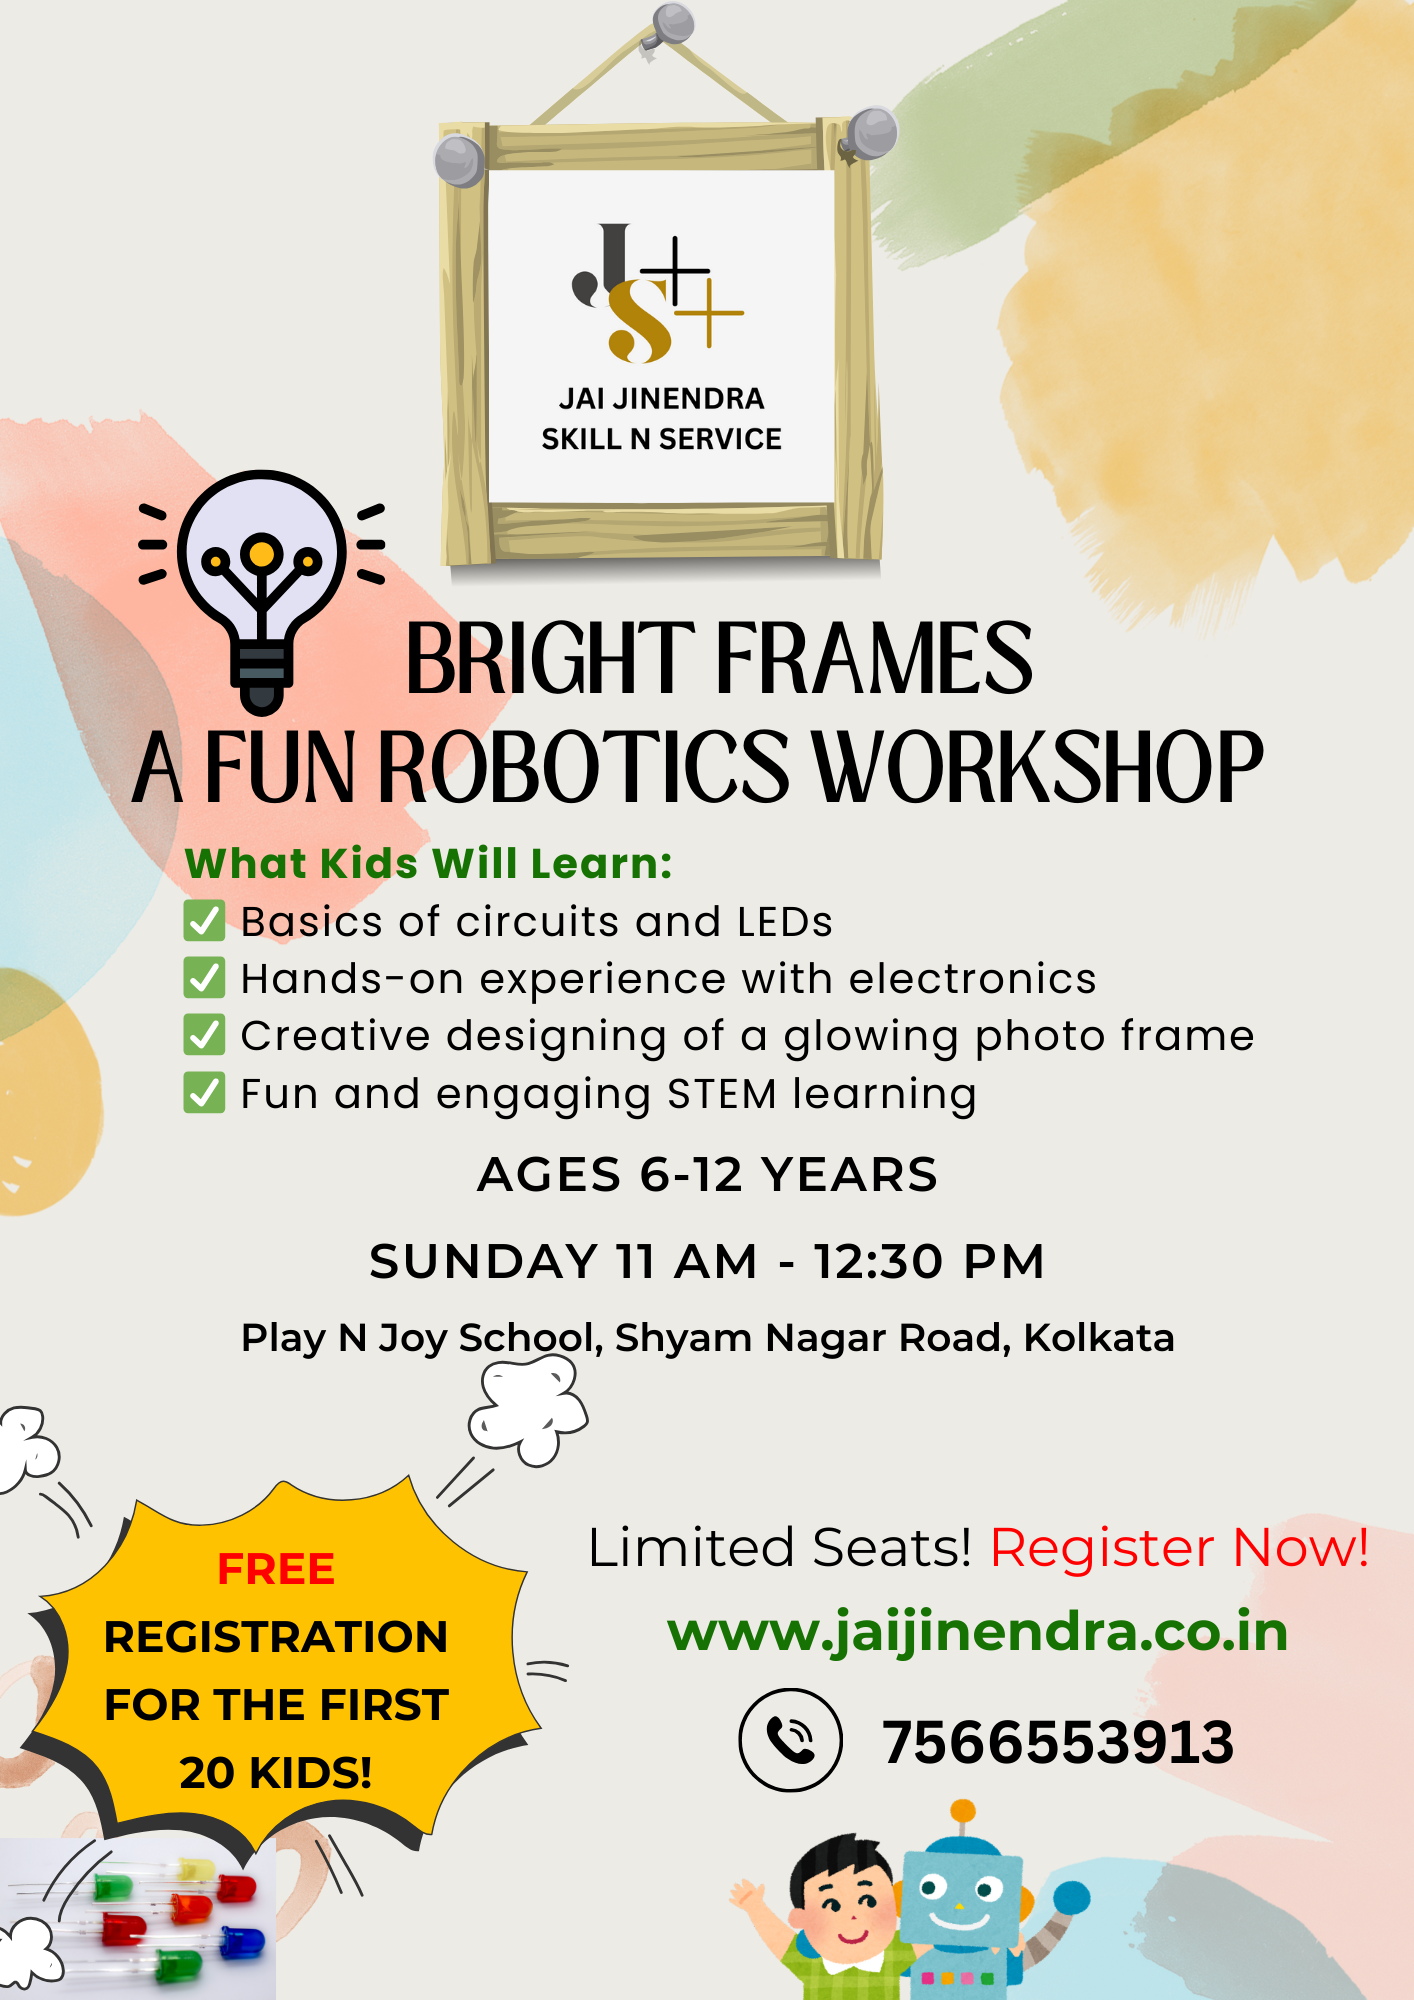 JS
JAI JINENDRA
SKILL N SERVICE
BRIGHT FRAMES
A FUN ROBOTICS WORKSHOP
What Kids Will Learn:
✅ Basics of circuits and LEDs
✅ Hands-on experience with electronics
✅ Creative designing of a glowing photo frame
✅ Fun and engaging STEM learning
AGES 6-12 YEARS
SUNDAY 11 AM - 12:30 PM
Play N Joy School, Shyam Nagar Road, Kolkata
FREE
REGISTRATION
FOR THE FIRST
20 KIDS!
Limited Seats! Register Now!
www.jaijinendra.co.in
7566553913